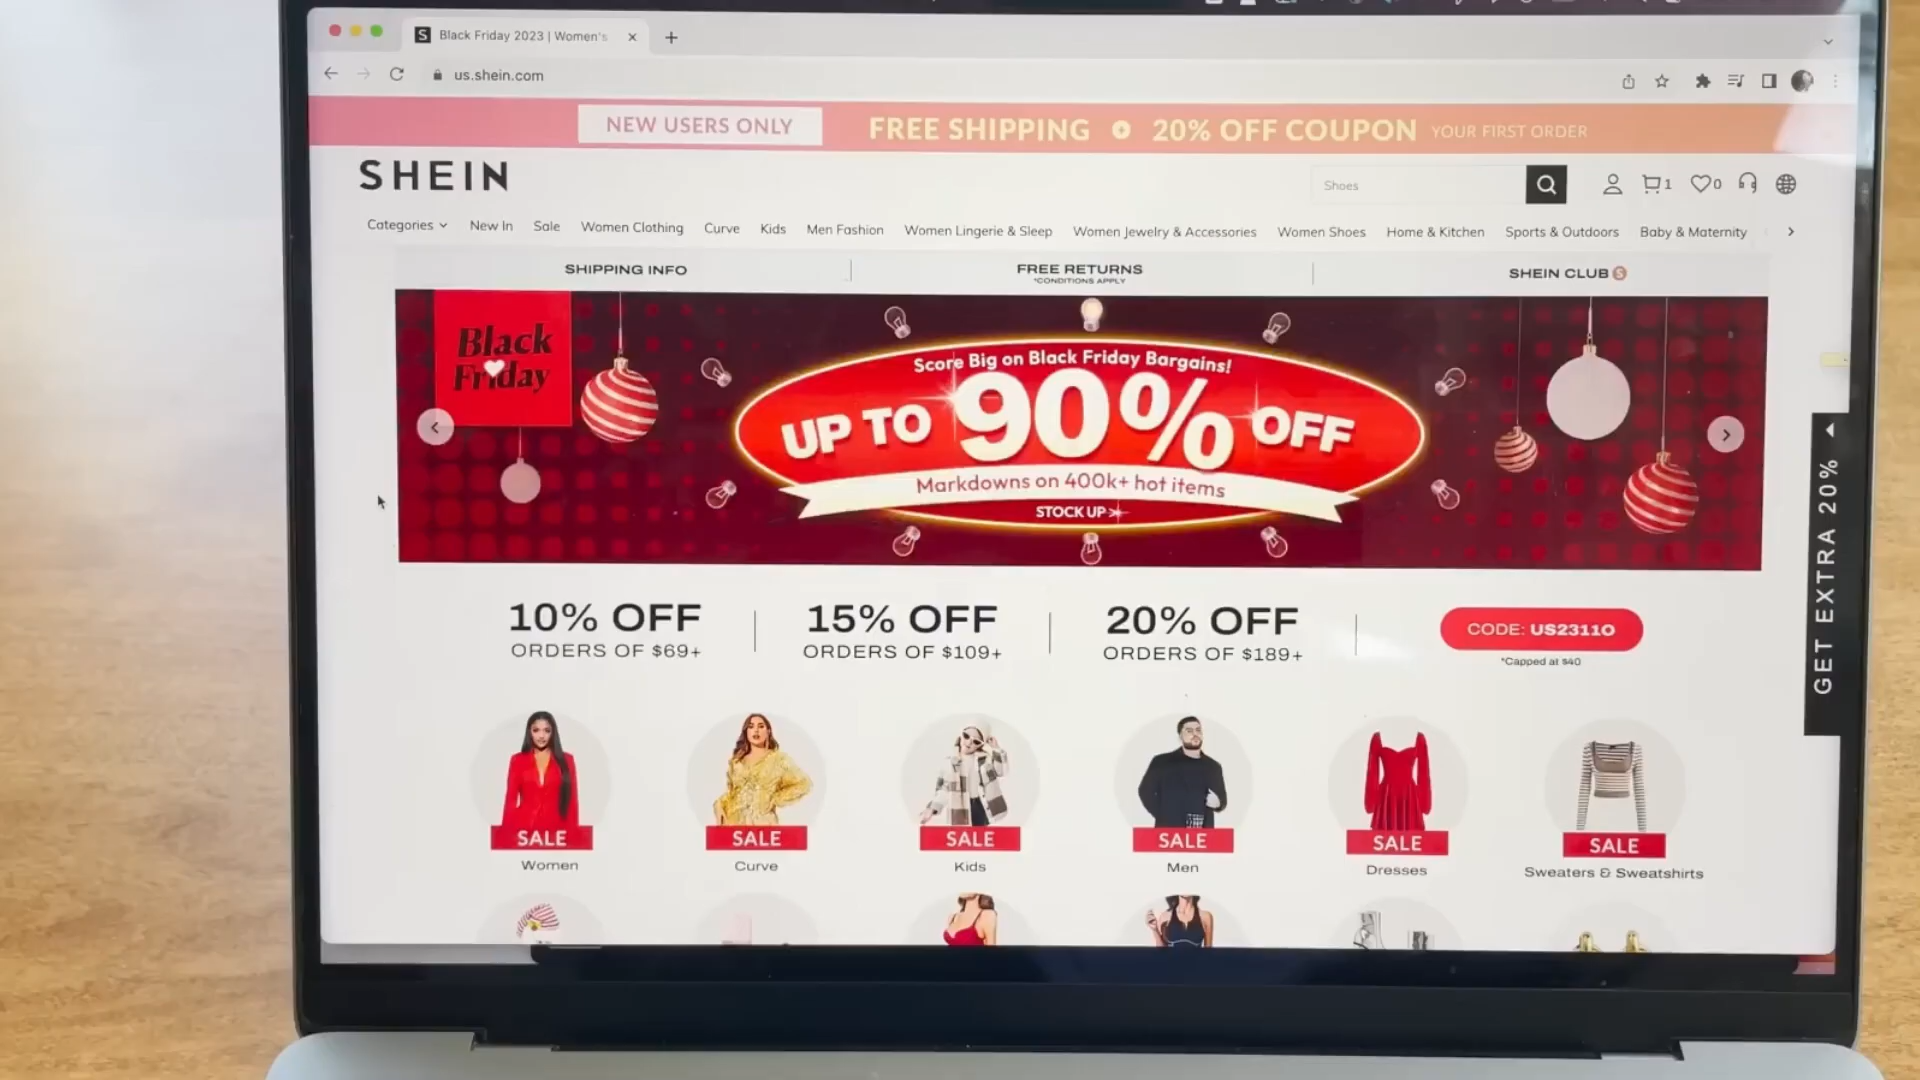 Black Friday 2023 | Women's
us.shein.com
NEW USERS ONLY
FREE SHIPPING
20% OFF COUPON
YOUR FIRST ORDER
SHEIN
Shoes
1
0
Categories
New In
Sale
Women Clothing
Curve
Kids
Men Fashion
Women Lingerie & Sleep
Women Jewelry & Accessories
Women Shoes
Home & Kitchen
Sports & Outdoors
Baby & Maternity
SHIPPING INFO
FREE RETURNS
*CONDITIONS APPLY
SHEIN CLUB S
Black
Friday
Score Big on Black Friday Bargains!
UP TO 90% OFF
Markdowns on 400k+ hot items
STOCK UP
GET EXTRA 20%
10% OFF
ORDERS OF $69+
15% OFF
ORDERS OF $109+
20% OFF
ORDERS OF $189+
CODE: US2311O
*Capped at $40
SALE
Women
SALE
Curve
SALE
Kids
SALE
Men
SALE
Dresses
SALE
Sweaters & Sweatshirts